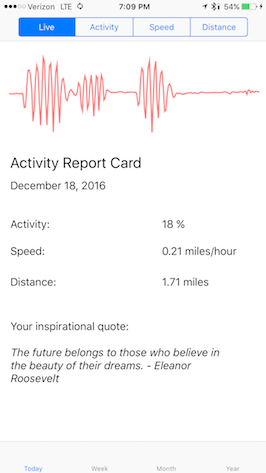 Verizon LTE 7:09 PM 54%
Live Activity Speed Distance
Activity Report Card
December 18, 2016
Activity: 18 %
Speed: 0.21 miles/hour
Distance: 1.71 miles
Your inspirational quote:
The future belongs to those who believe in
the beauty of their dreams. - Eleanor
Roosevelt
Today Week Month Year